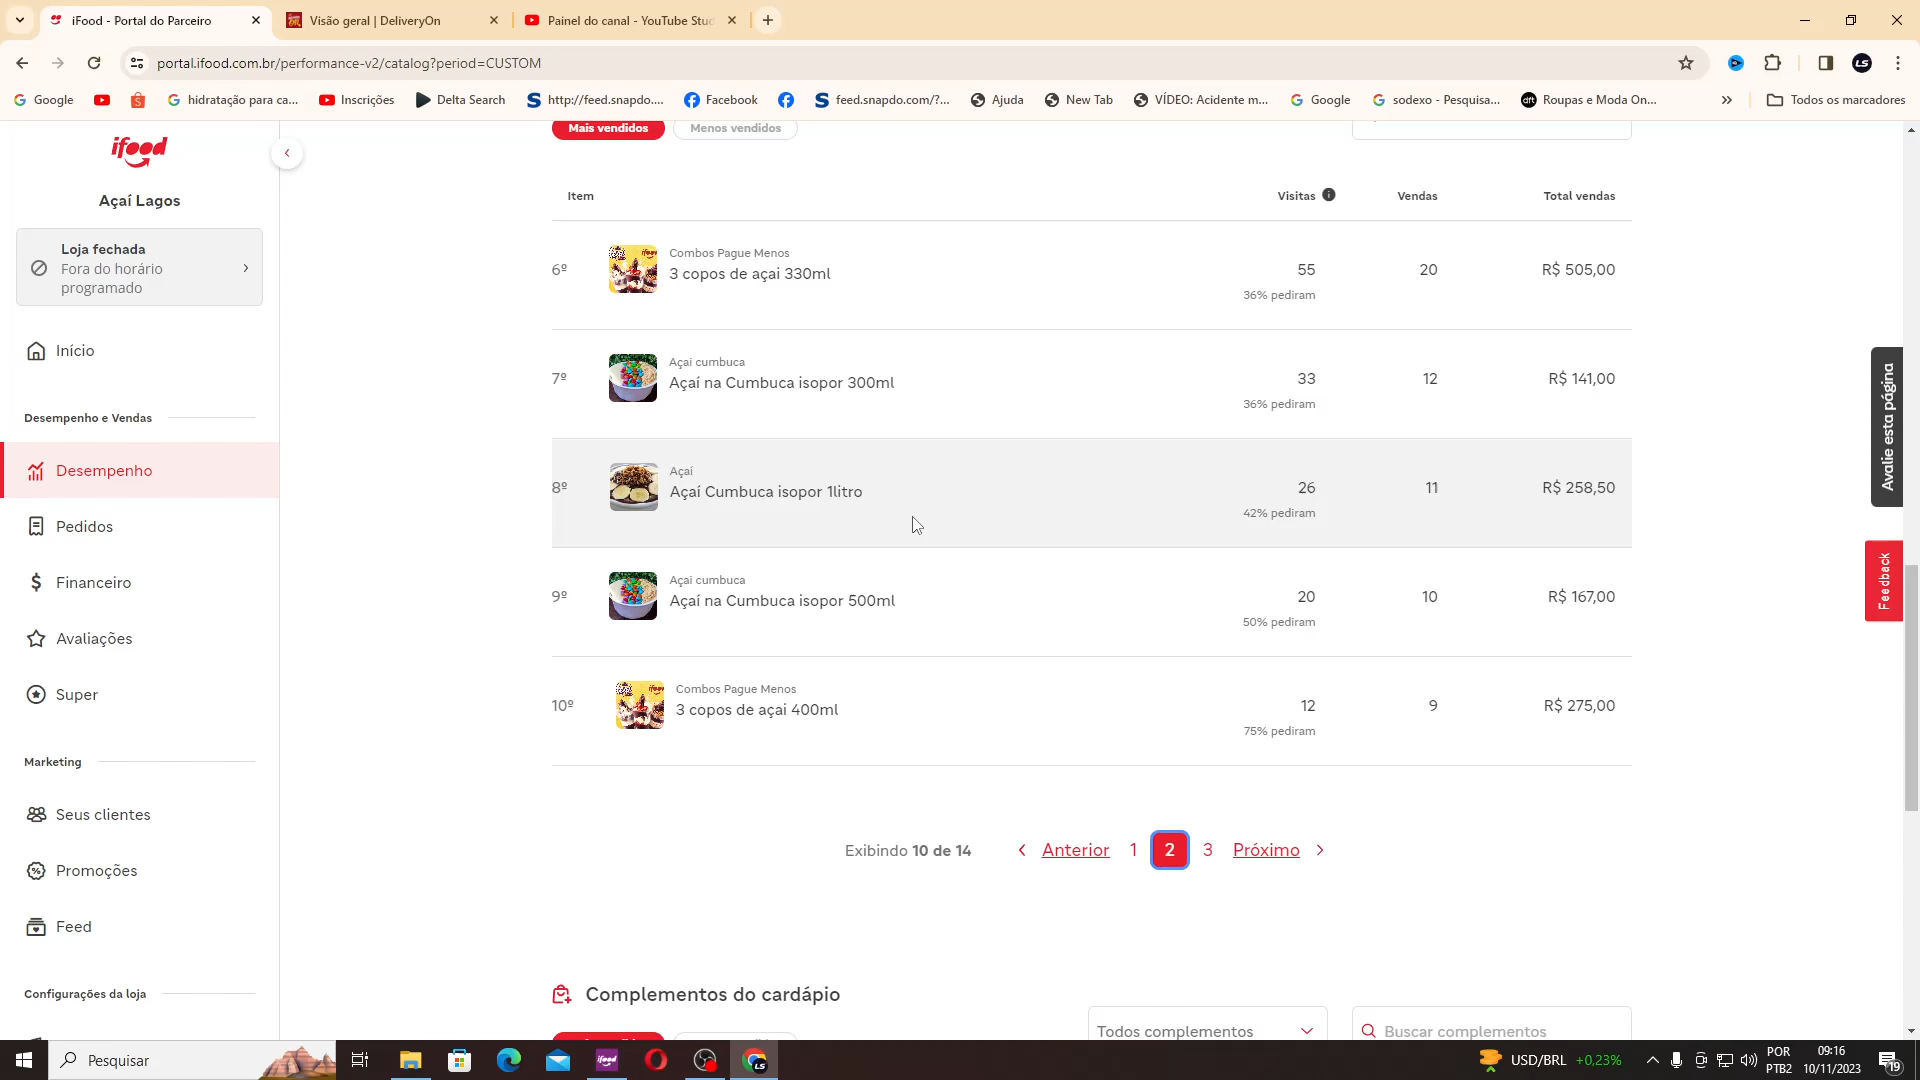 iFood - Portal do Parceiro
Visão geral | DeliveryOn
Painel do canal - YouTube Stud
portal.ifood.com.br/performance-v2/catalog?period=CUSTOM
LS
Google
hidratação para ca...
Inscrições
Delta Search
http://feed.snapdo....
Facebook
feed.snapdo.com/?...
Ajuda
New Tab
VÍDEO: Acidente m...
Google
sodexo - Pesquisa...
dft
Roupas e Moda On...
Todos os marcadores
ifood
Açaí Lagos
Loja fechada
Fora do horário
programado
Início
Desempenho e Vendas
Desempenho
Pedidos
Financeiro
Avaliações
Super
Marketing
Seus clientes
Promoções
Feed
Configurações da loja
Mais vendidos
Menos vendidos
Item
Visitas
Vendas
Total vendas
6º
Combos Pague Menos
3 copos de açai 330ml
55
36% pediram
20
R$ 505,00
7º
Açai cumbuca
Açaí na Cumbuca isopor 300ml
33
36% pediram
12
R$ 141,00
8º
Açaí
Açaí Cumbuca isopor 1litro
26
42% pediram
11
R$ 258,50
9º
Açai cumbuca
Açaí na Cumbuca isopor 500ml
20
50% pediram
10
R$ 167,00
10º
Combos Pague Menos
3 copos de açai 400ml
12
75% pediram
9
R$ 275,00
Exibindo 10 de 14
Anterior
1
2
3
Próximo
Complementos do cardápio
Todos complementos
Buscar complementos
Avalie esta página
Feedback
Pesquisar
ifood
LS
USD/BRL +0,23%
POR
PTB2
09:16
10/11/2023
19